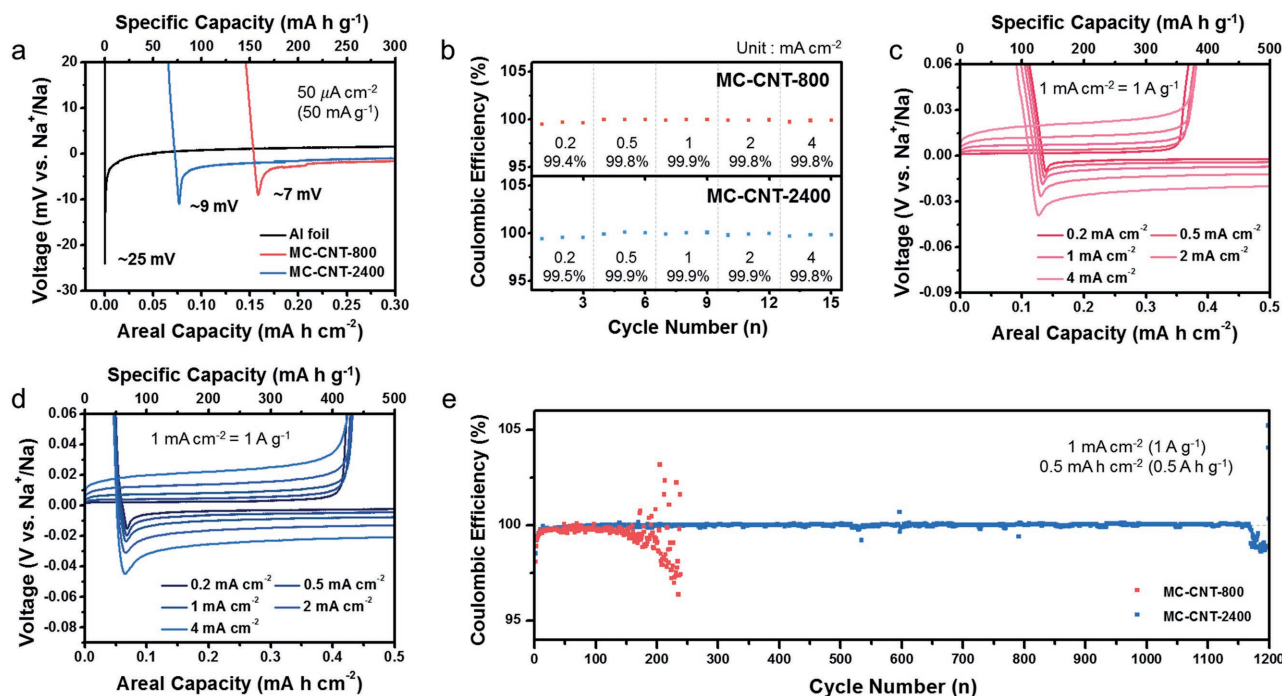 a
Specific Capacity (mA h g⁻¹)
0 50 100 150 200 250 300
20
10
0
-10
-20
-30
Voltage (mV vs. Na⁺/Na)
50 μA cm⁻²
(50 mA g⁻¹)
~9 mV
~7 mV
~25 mV
Al foil
MC-CNT-800
MC-CNT-2400
0.00 0.05 0.10 0.15 0.20 0.25 0.30
Areal Capacity (mA h cm⁻²)
b
Unit : mA cm⁻²
Coulombic Efficiency (%)
105
100
95
MC-CNT-800
0.2 0.5 1 2 4
99.4% 99.8% 99.9% 99.9% 99.8%
105
100
95
MC-CNT-2400
0.2 0.5 1 2 4
99.5% 99.9% 99.9% 99.9% 99.8%
3 6 9 12 15
Cycle Number (n)
c
Specific Capacity (mA h g⁻¹)
0 100 200 300 400 500
0.06
0.03
0.00
-0.03
-0.06
-0.09
Voltage (V vs. Na⁺/Na)
1 mA cm⁻² = 1 A g⁻¹
0.2 mA cm⁻² 0.5 mA cm⁻²
1 mA cm⁻² 2 mA cm⁻²
4 mA cm⁻²
0.0 0.1 0.2 0.3 0.4 0.5
Areal Capacity (mA h cm⁻²)
d
Specific Capacity (mA h g⁻¹)
0 100 200 300 400 500
0.06
0.04
0.02
0.00
-0.02
-0.04
-0.06
-0.08
Voltage (V vs. Na⁺/Na)
1 mA cm⁻² = 1 A g⁻¹
0.2 mA cm⁻² 0.5 mA cm⁻²
1 mA cm⁻² 2 mA cm⁻²
4 mA cm⁻²
0.0 0.1 0.2 0.3 0.4 0.5
Areal Capacity (mA h cm⁻²)
e
Coulombic Efficiency (%)
105
100
95
1 mA cm⁻² (1 A g⁻¹)
0.5 mA h cm⁻² (0.5 A h g⁻¹)
MC-CNT-800
MC-CNT-2400
0 100 200 300 400 500 600 700 800 900 1000 1100 1200
Cycle Number (n)